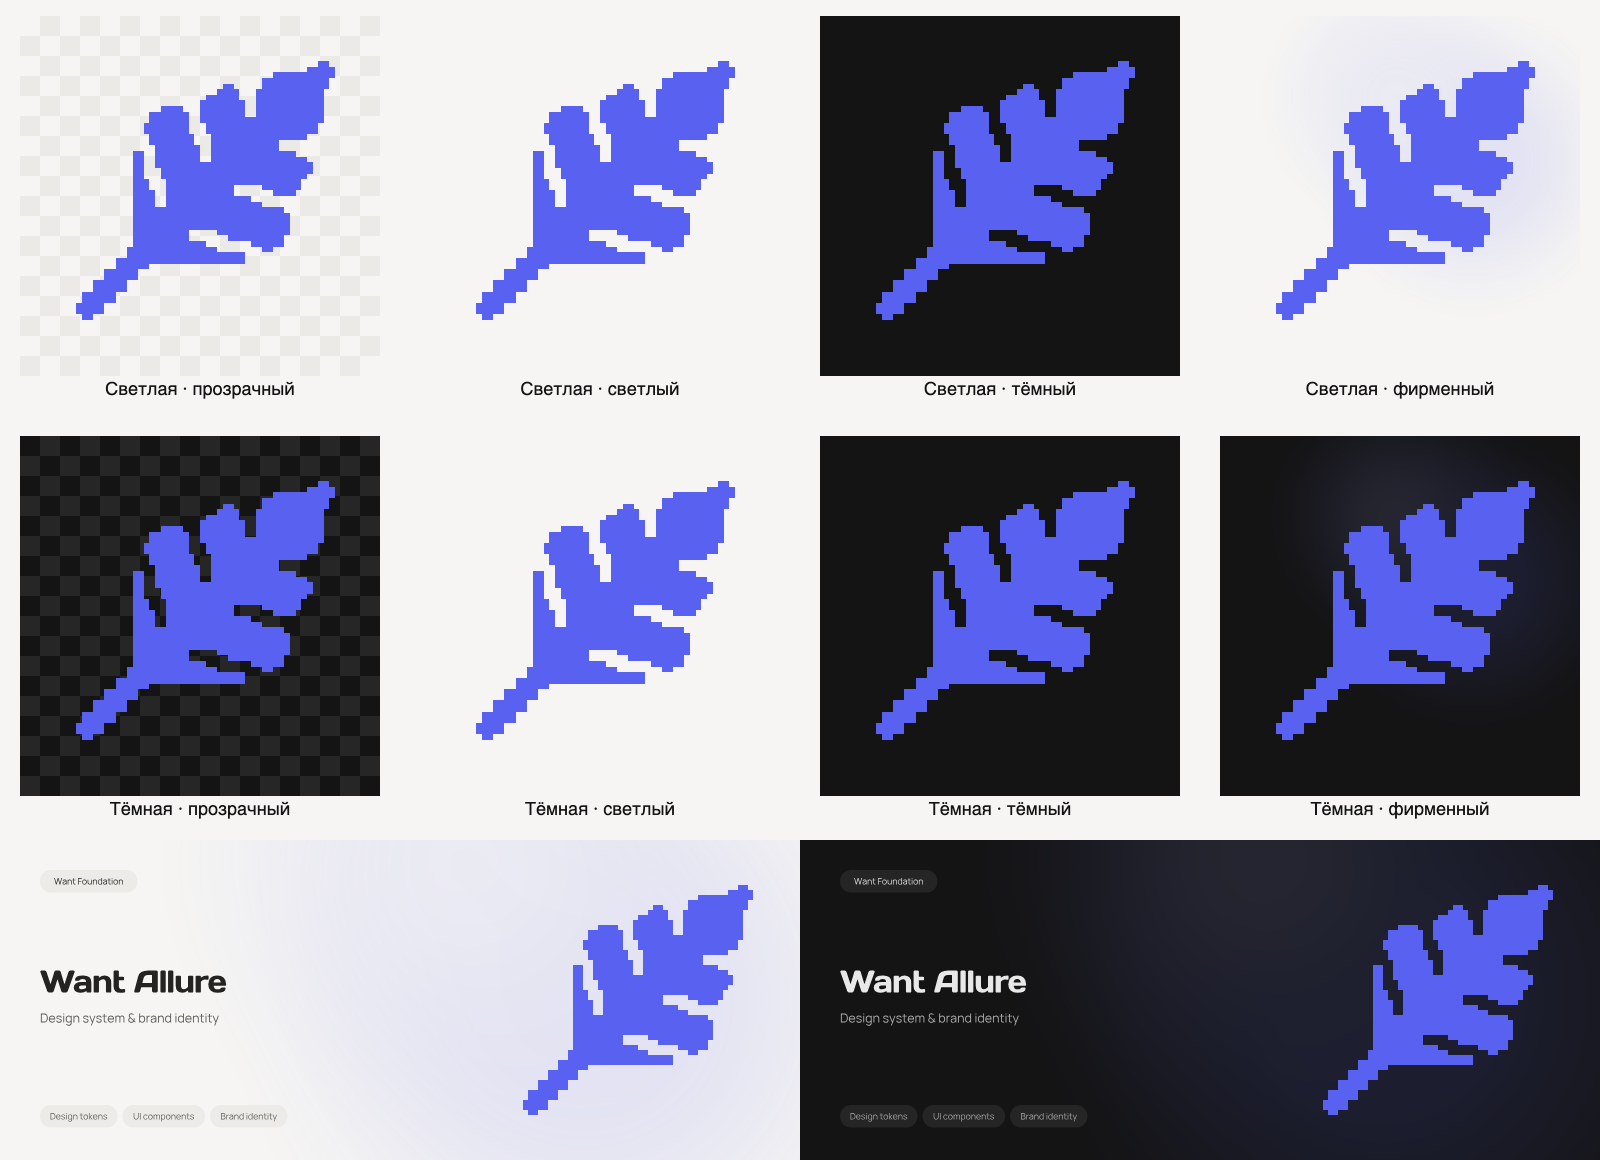 Светлая · прозрачный
Светлая · светлый
Светлая · тёмный
Светлая · фирменный
Тёмная · прозрачный
Тёмная · светлый
Тёмная · тёмный
Тёмная · фирменный
Want Foundation
Want Allure
Design system & brand identity
Design tokens
UI components
Brand identity
Want Foundation
Want Allure
Design system & brand identity
Design tokens
UI components
Brand identity